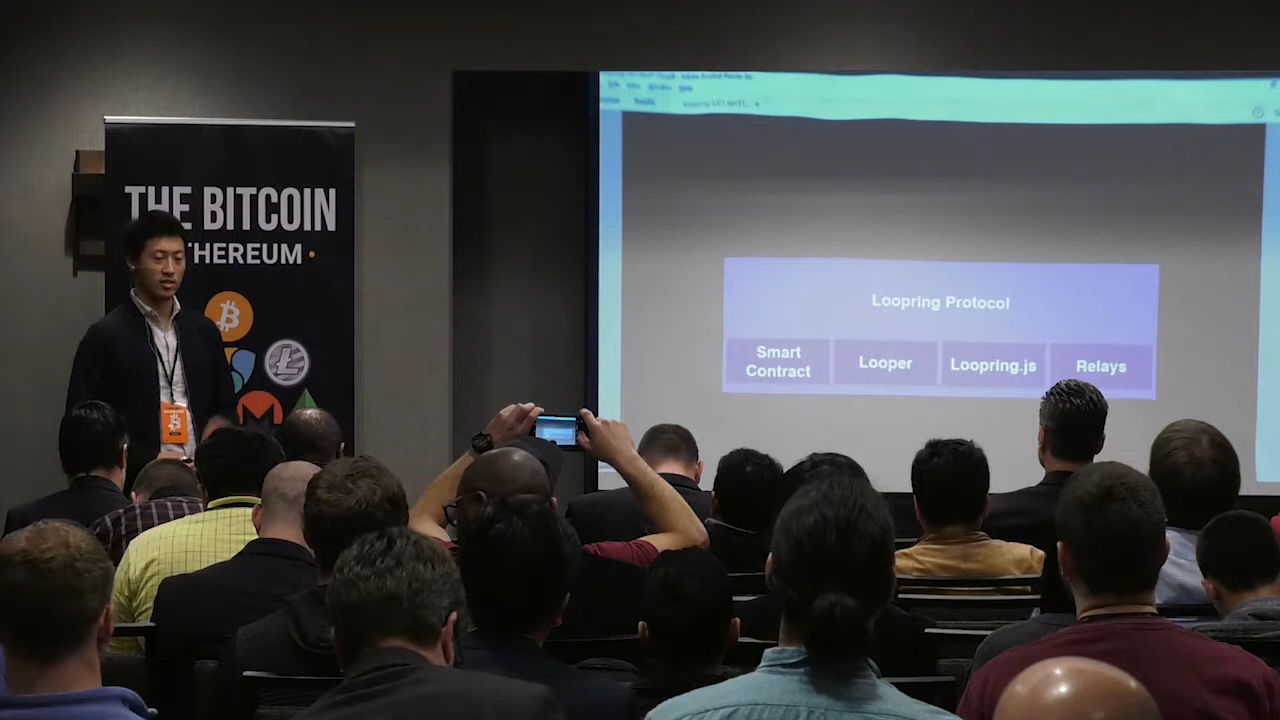 THE BITCOIN
THEREUM
Loopring Protocol
Smart
Contract
Looper
Loopring.js
Relays